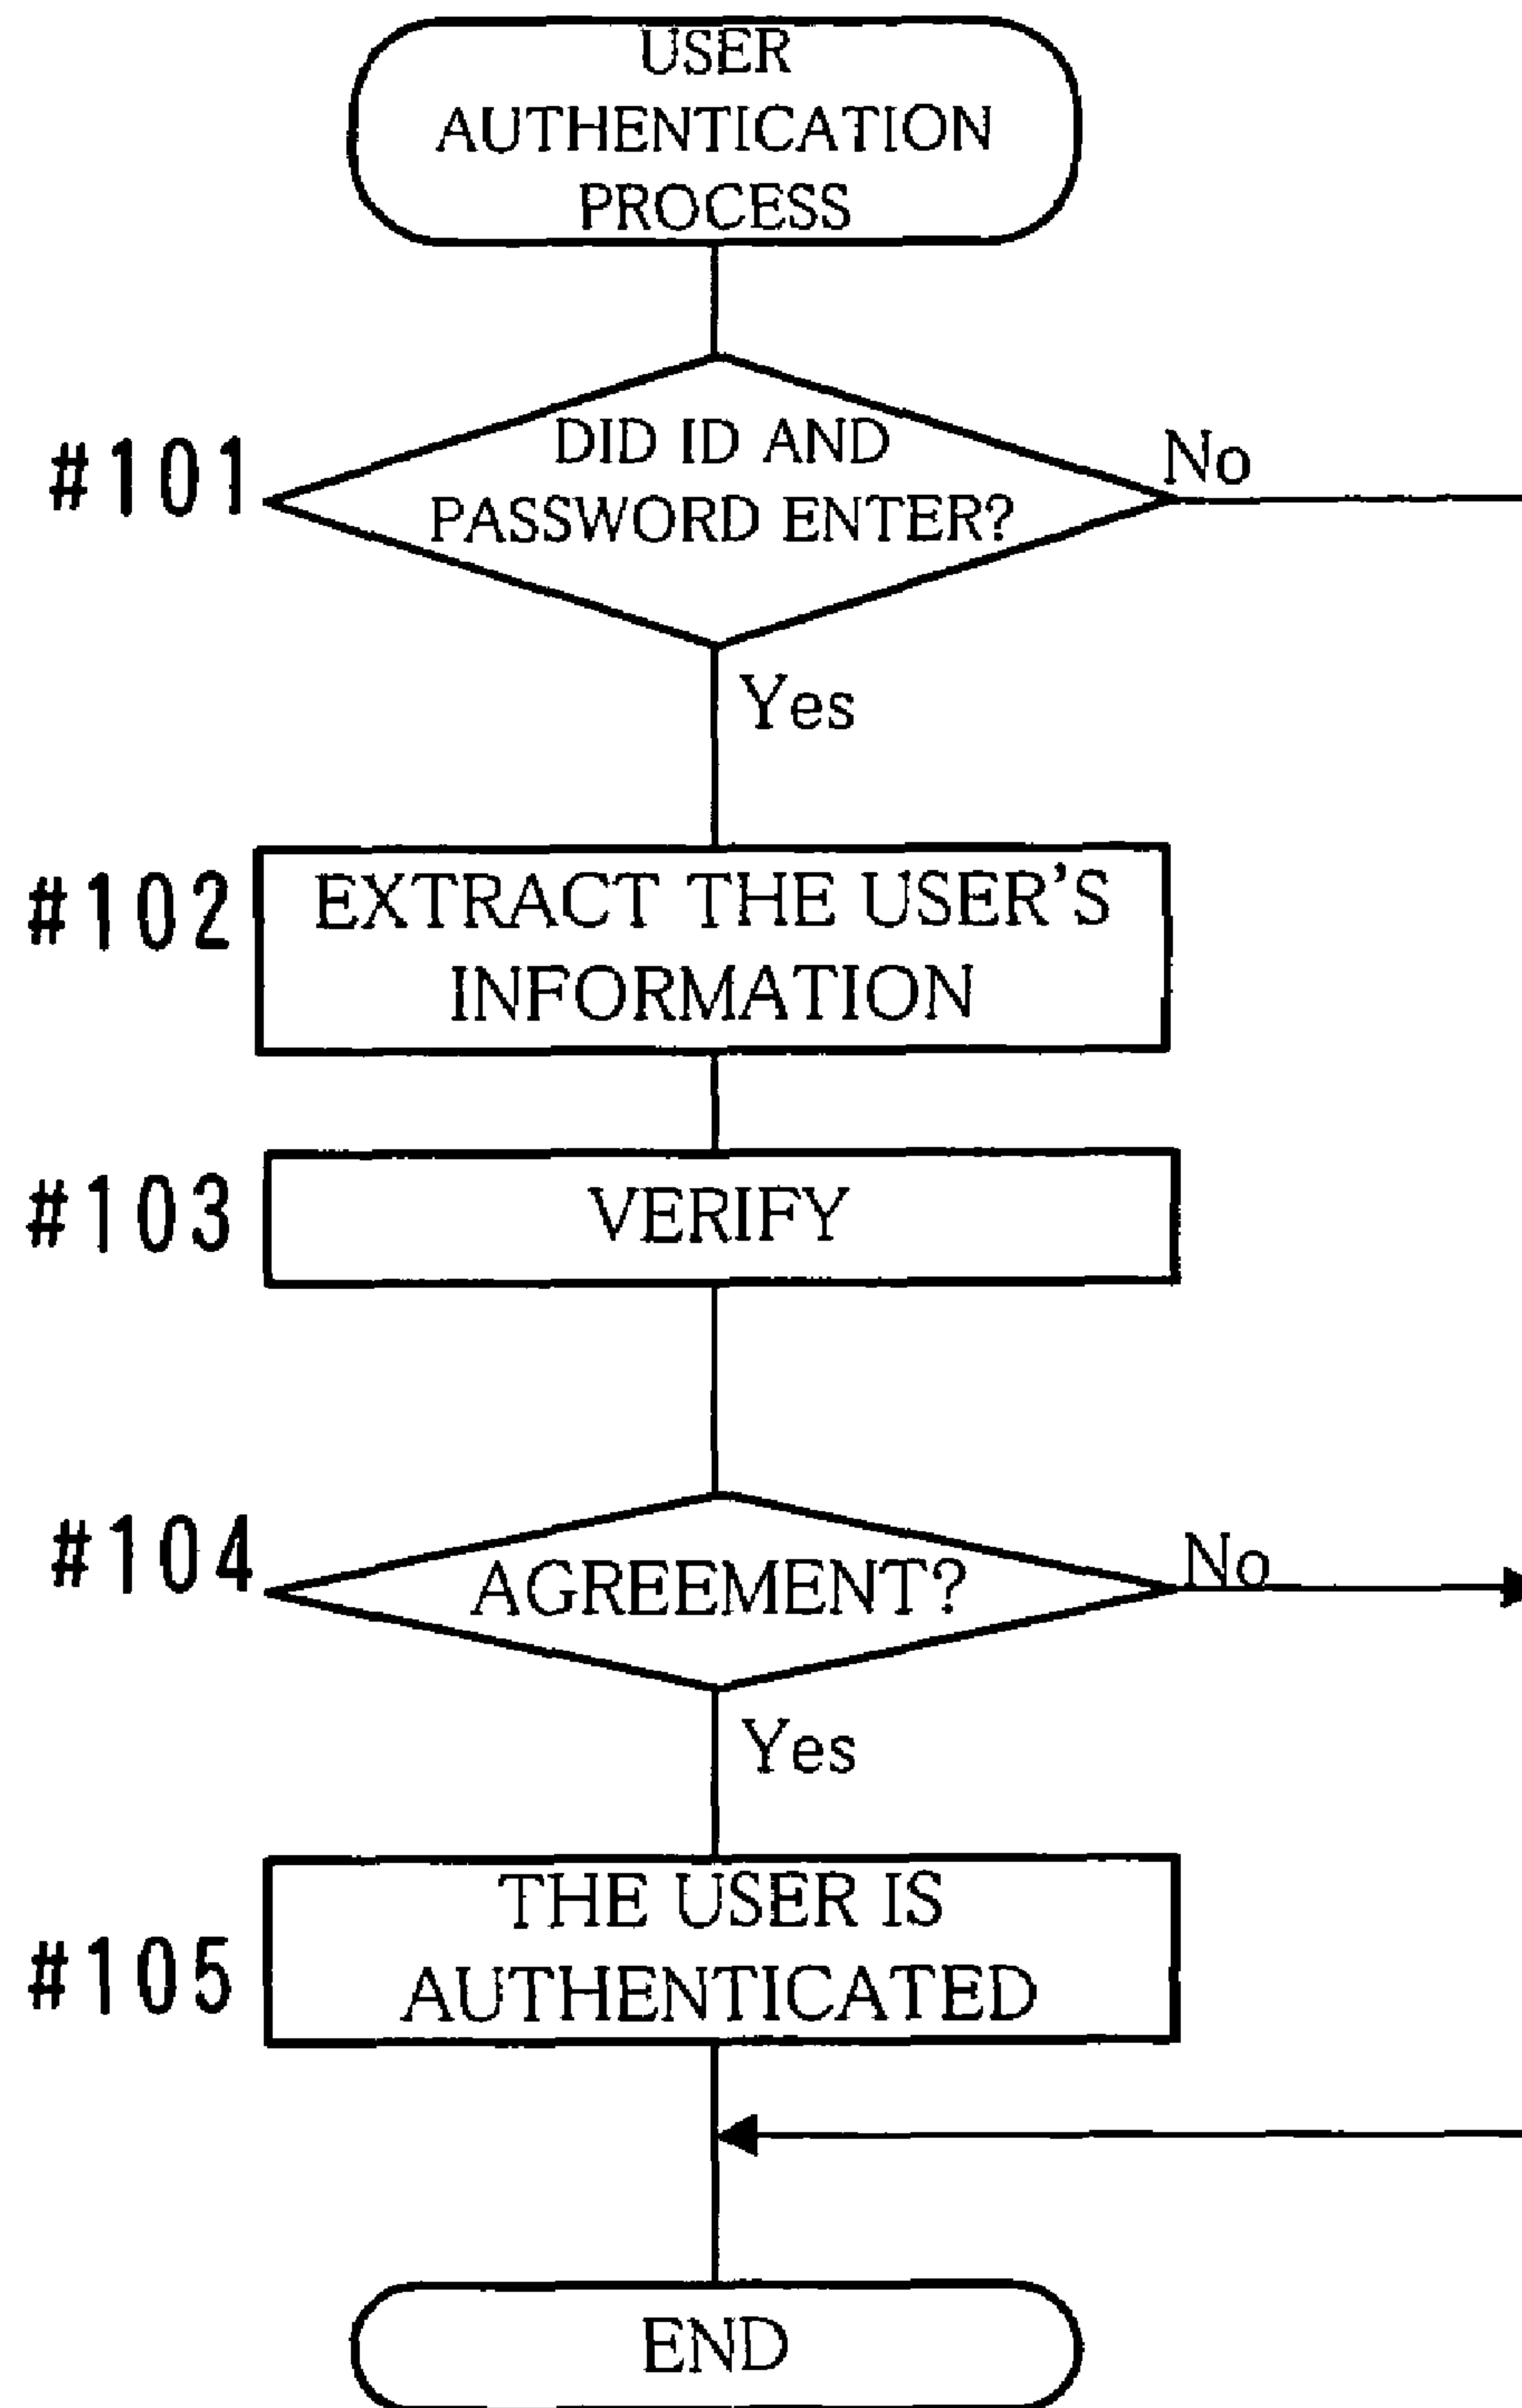 USER
AUTHENTICATION
PROCESS
#101
DID ID AND
PASSWORD ENTER?
No
Yes
#102
EXTRACT THE USER'S
INFORMATION
#103
VERIFY
#104
AGREEMENT?
No
Yes
#105
THE USER IS
AUTHENTICATED
END